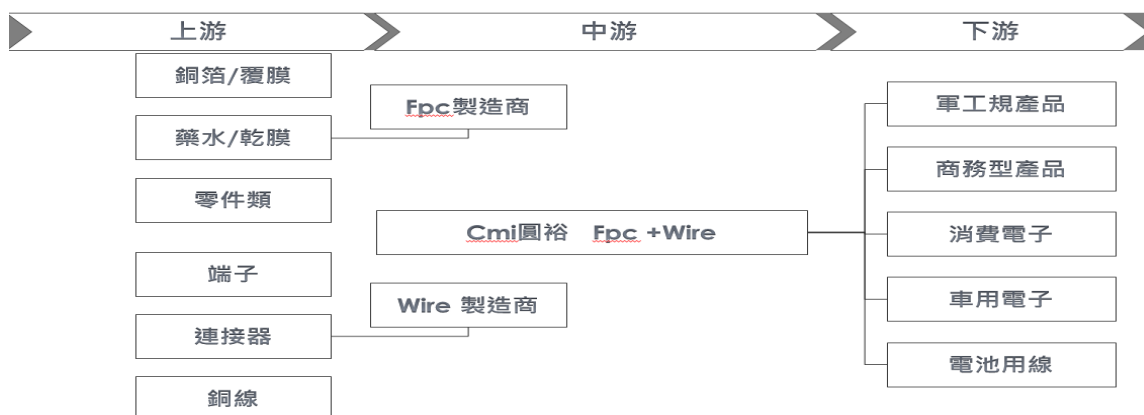 上游
中游
下游
銅箔/覆膜
藥水/乾膜
零件類
端子
連接器
銅線
Fpc製造商
Cmi圓裕 Fpc +Wire
Wire 製造商
軍工規產品
商務型產品
消費電子
車用電子
電池用線